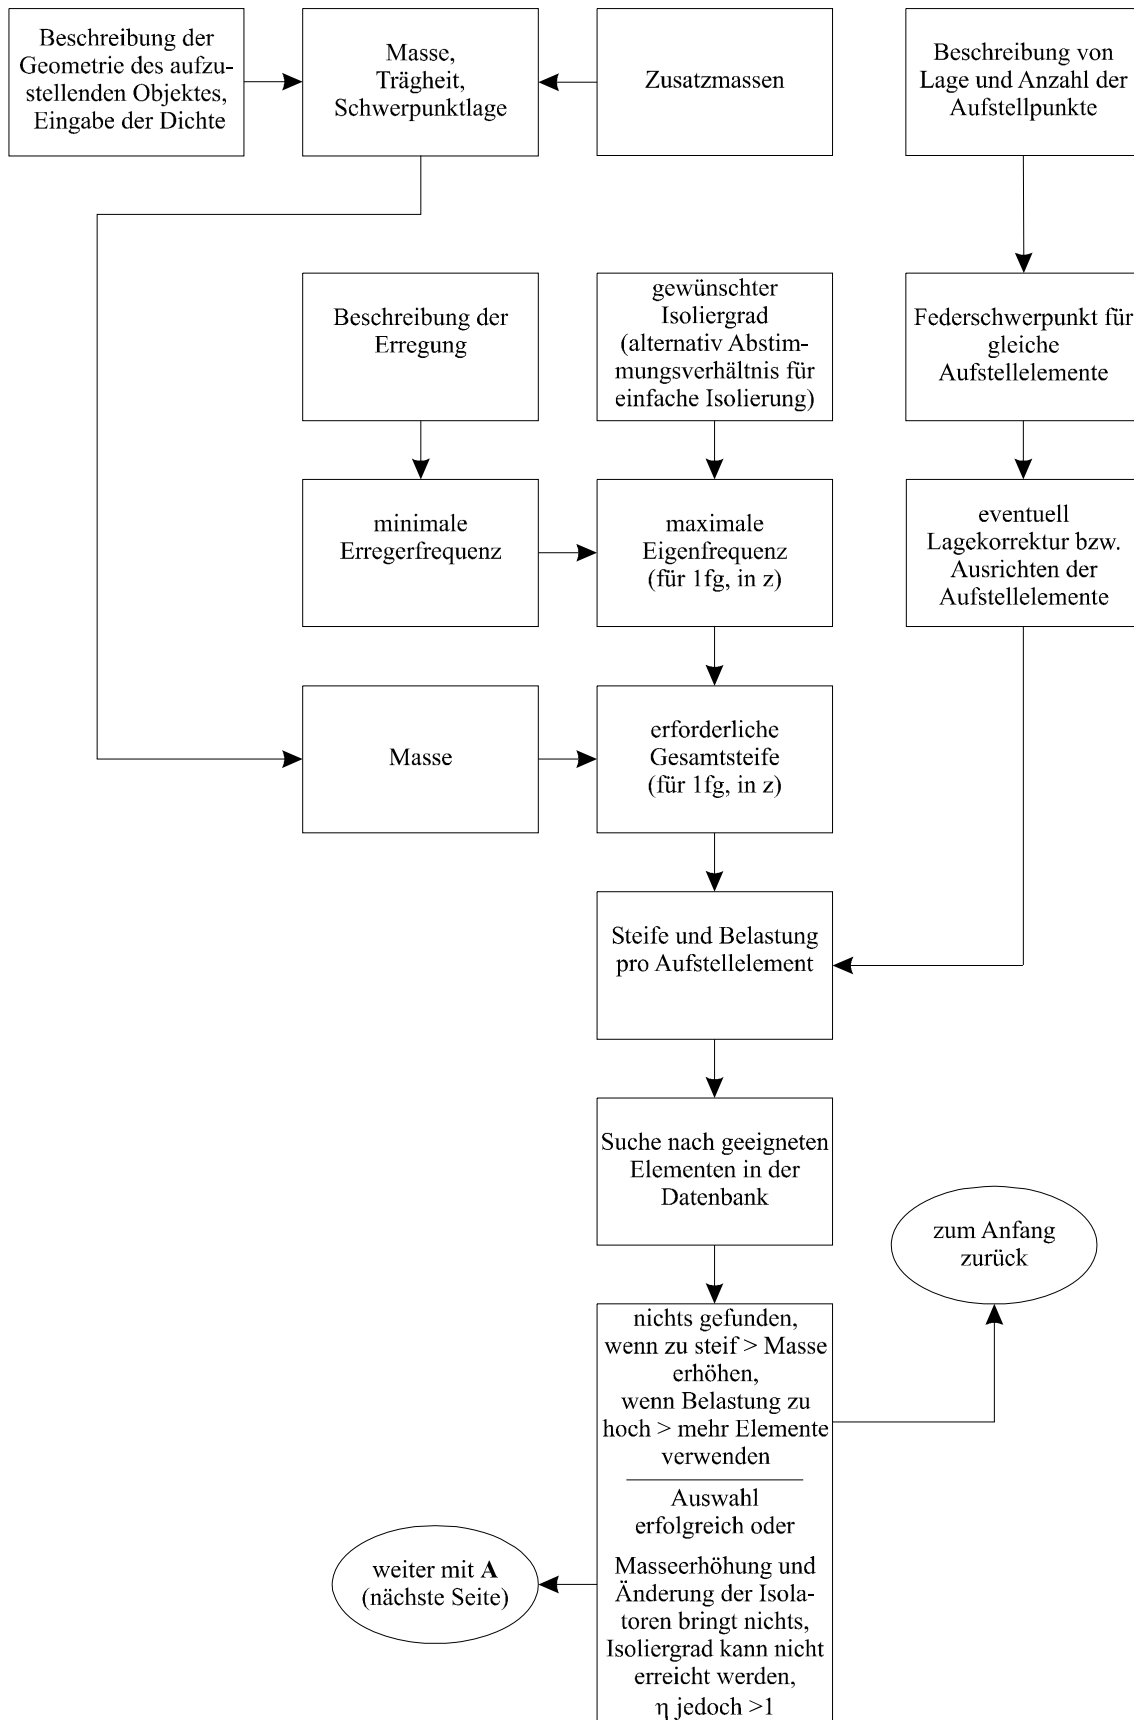 Beschreibung der
Geometrie des aufzu-
stellenden Objektes,
Eingabe der Dichte
Masse,
Trägheit,
Schwerpunktlage
Zusatzmassen
Beschreibung von
Lage und Anzahl der
Aufstellpunkte
Beschreibung der
Erregung
gewünschter
Isoliergrad
(alternativ Abstim-
mungsverhältnis für
einfache Isolierung)
Federschwerpunkt für
gleiche
Aufstellelemente
minimale
Erregerfrequenz
maximale
Eigenfrequenz
(für 1fg, in z)
eventuell
Lagekorrektur bzw.
Ausrichten der
Aufstellelemente
Masse
erforderliche
Gesamtsteife
(für 1fg, in z)
Steife und Belastung
pro Aufstellelement
Suche nach geeigneten
Elementen in der
Datenbank
zum Anfang
zurück
nichts gefunden,
wenn zu steif > Masse
erhöhen,
wenn Belastung zu
hoch > mehr Elemente
verwenden
Auswahl
erfolgreich oder
Masseerhöhung und
Änderung der Isola-
toren bringt nichts,
Isoliergrad kann nicht
erreicht werden,
η jedoch >1
weiter mit A
(nächste Seite)